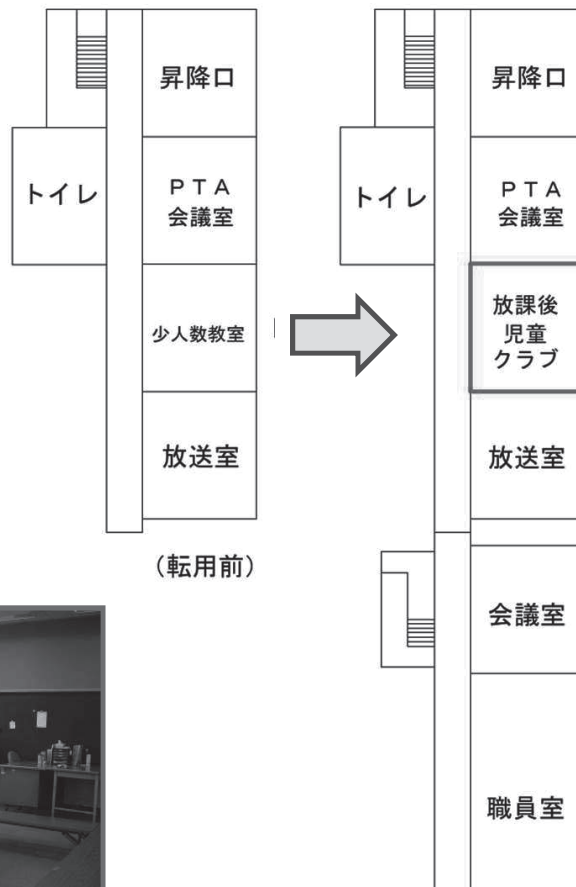 昇降口
トイレ
ＰＴＡ
会議室
少人数教室
放送室
（転用前）
昇降口
トイレ
ＰＴＡ
会議室
放課後
児童
クラブ
放送室
会議室
職員室